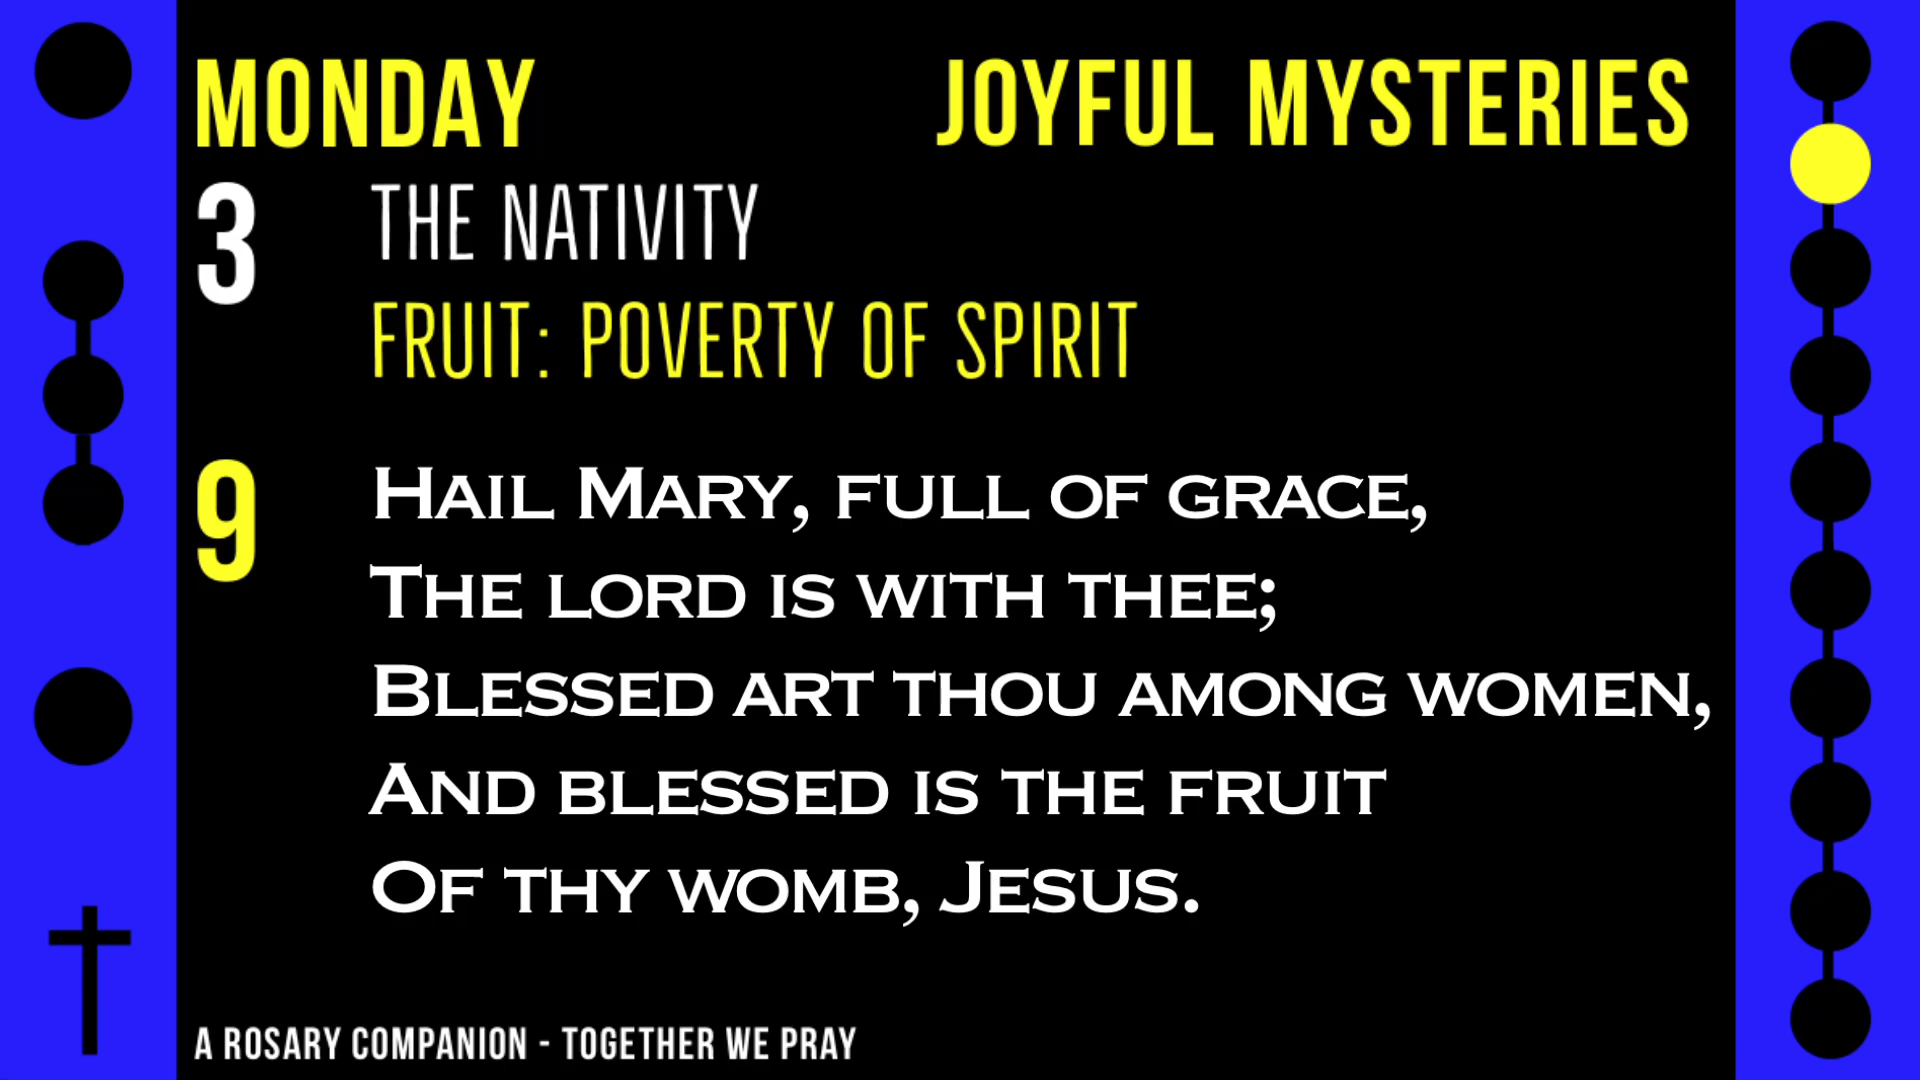 MONDAY JOYFUL MYSTERIES
3 THE NATIVITY
FRUIT: POVERTY OF SPIRIT
9 Hail Mary, full of grace,
The lord is with thee;
Blessed art thou among women,
And blessed is the fruit
Of thy womb, Jesus.
A ROSARY COMPANION - TOGETHER WE PRAY